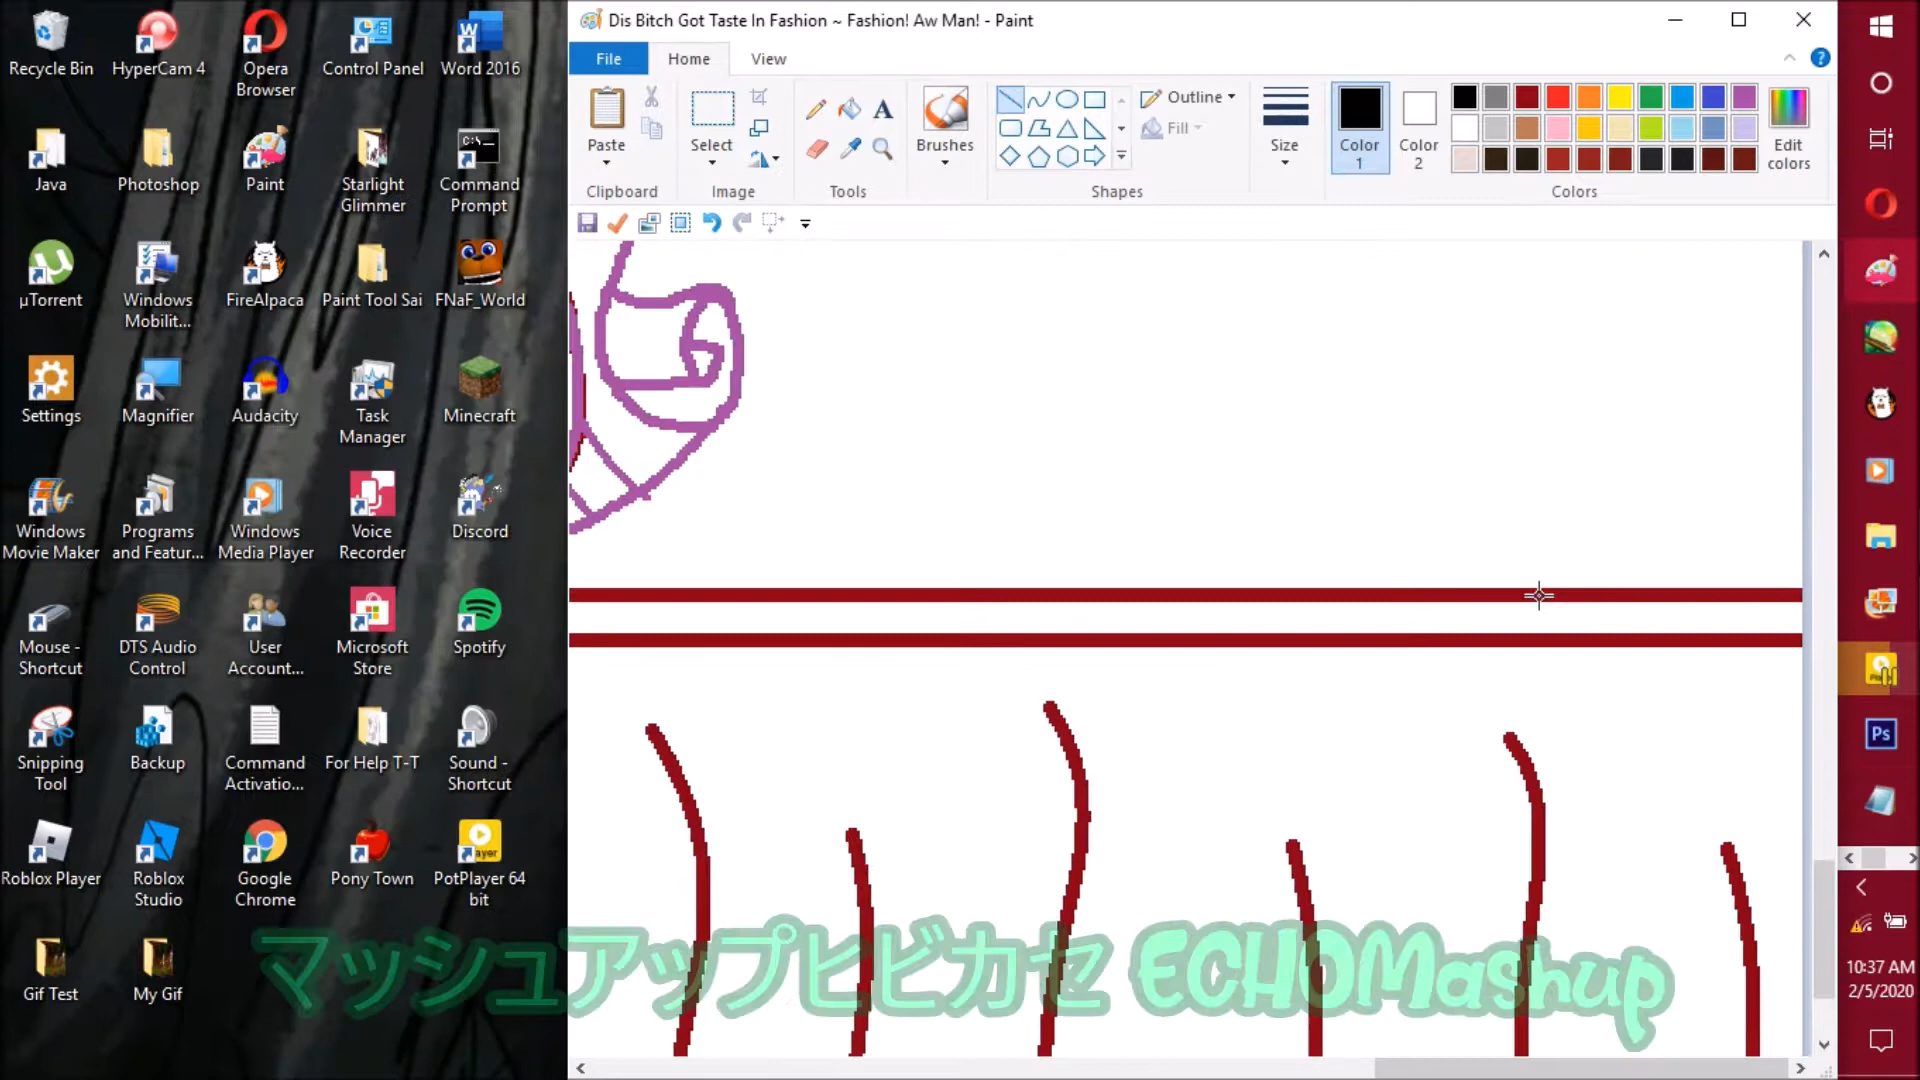 Dis Bitch Got Taste In Fashion ~ Fashion! Aw Man! - Paint
File
Home
View
Paste
Select
Brushes
Outline
Fill
Size
Color 1
Color 2
Edit colors
Clipboard
Image
Tools
Shapes
Colors
Recycle Bin
HyperCam 4
Opera Browser
Control Panel
Word 2016
Java
Photoshop
Paint
Starlight Glimmer
Command Prompt
µTorrent
Windows Mobilit...
FireAlpaca
Paint Tool Sai
FNaF_World
Settings
Magnifier
Audacity
Task Manager
Minecraft
Windows Movie Maker
Programs and Featur...
Windows Media Player
Voice Recorder
Discord
Mouse - Shortcut
DTS Audio Control
User Account...
Microsoft Store
Spotify
Snipping Tool
Backup
Command Activatio...
For Help T-T
Sound - Shortcut
Roblox Player
Roblox Studio
Google Chrome
Pony Town
PotPlayer 64 bit
Gif Test
My Gif
マッシュアップヒビカセ ECHOMashup
Ps
10:37 AM
2/5/2020